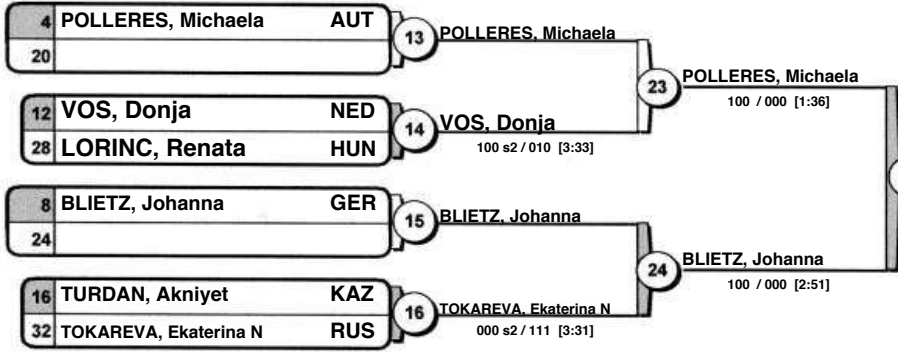 4 POLLERES, Michaela AUT
20
13
POLLERES, Michaela
12 VOS, Donja NED
28 LORINC, Renata HUN
14
VOS, Donja
100 s2 / 010 [3:33]
23
POLLERES, Michaela
100 / 000 [1:36]
8 BLIETZ, Johanna GER
24
15
BLIETZ, Johanna
16 TURDAN, Akniyet KAZ
32 TOKAREVA, Ekaterina N RUS
16
TOKAREVA, Ekaterina N
000 s2 / 111 [3:31]
24
BLIETZ, Johanna
100 / 000 [2:51]